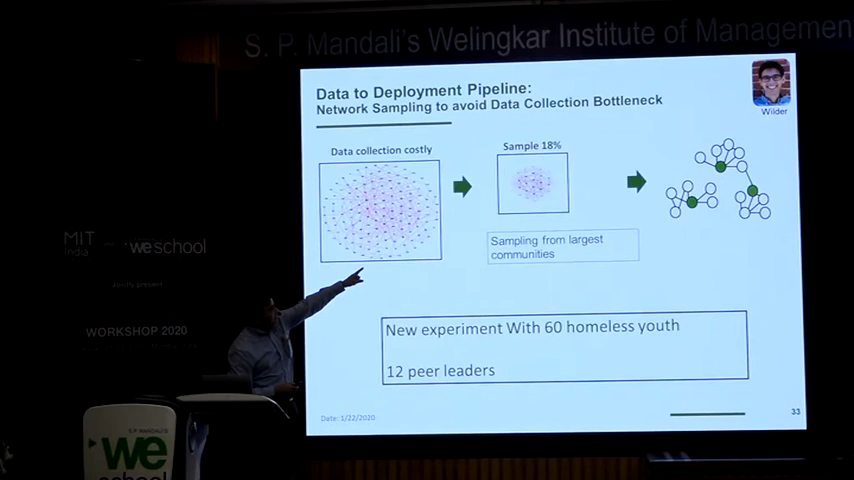 S. P. Mandali's Welingkar Institute of Management
Data to Deployment Pipeline:
Network Sampling to avoid Data Collection Bottleneck
Wilder
Data collection costly
Sample 18%
Sampling from largest
communities
New experiment With 60 homeless youth
12 peer leaders
Date: 1/22/2020
33
MIT
India
weschool
jointly present
WORKSHOP 2020
S.P. MANDALI'S
we
school